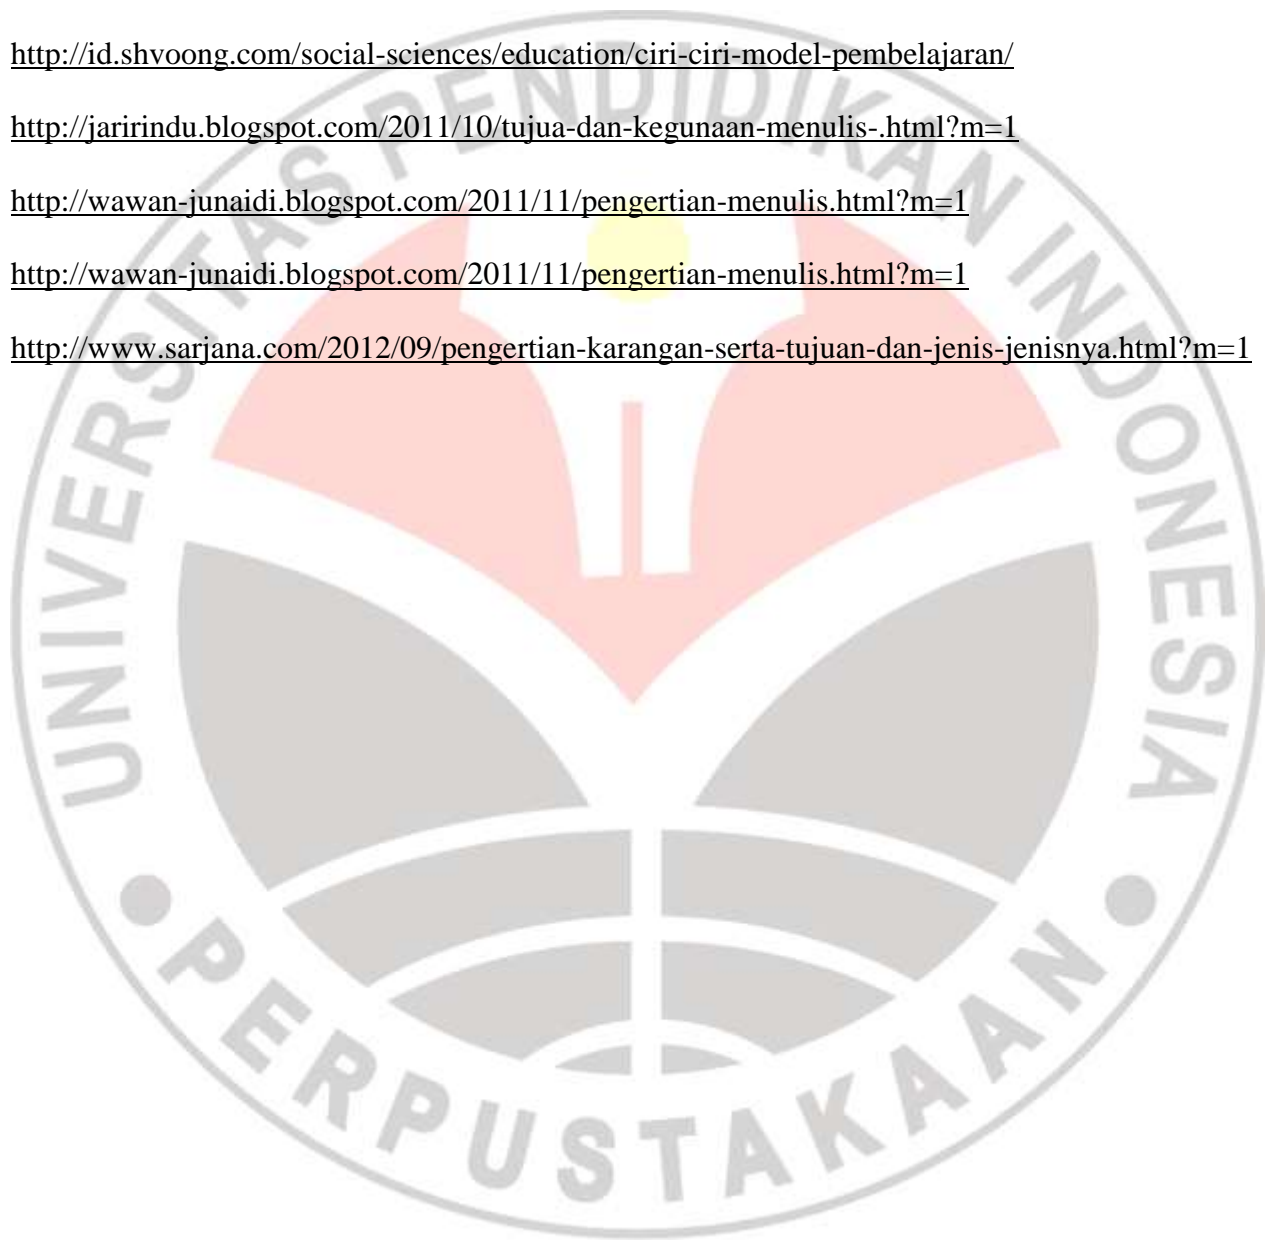 http://id.shvoong.com/social-sciences/education/ciri-ciri-model-pembelajaran/
http://jaririndu.blogspot.com/2011/10/tujua-dan-kegunaan-menulis-.html?m=1
http://wawan-junaidi.blogspot.com/2011/11/pengertian-menulis.html?m=1
http://wawan-junaidi.blogspot.com/2011/11/pengertian-menulis.html?m=1
http://www.sarjana.com/2012/09/pengertian-karangan-serta-tujuan-dan-jenis-jenisnya.html?m=1
UNIVERSITAS PENDIDIKAN INDONESIA
PERPUSTAKAAN